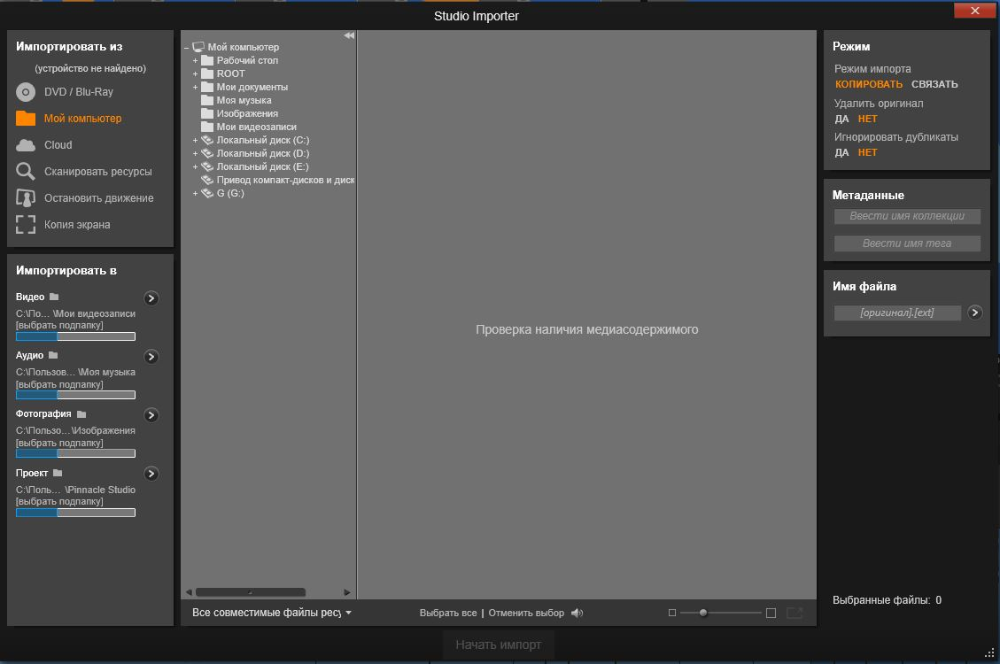 Studio Importer
Импортировать из
(устройство не найдено)
DVD / Blu-Ray
Мой компьютер
Cloud
Сканировать ресурсы
Остановить движение
Копия экрана
Импортировать в
Видео
C:\По... \Мои видеозаписи
[выбрать подпапку]
Аудио
C:\Пользов... \Моя музыка
[выбрать подпапку]
Фотография
C:\Пользо...\Изображения
[выбрать подпапку]
Проект
C:\Поль... \Pinnacle Studio
[выбрать подпапку]
Мой компьютер
Рабочий стол
ROOT
Мои документы
Моя музыка
Изображения
Мои видеозаписи
Локальный диск (C:)
Локальный диск (D:)
Локальный диск (E:)
Привод компакт-дисков и диск
G (G:)
Проверка наличия медиасодержимого
Все совместимые файлы ресу
Выбрать все | Отменить выбор
Начать импорт
Режим
Режим импорта
КОПИРОВАТЬ СВЯЗАТЬ
Удалить оригинал
ДА НЕТ
Игнорировать дубликаты
ДА НЕТ
Метаданные
Ввести имя коллекции
Ввести имя тега
Имя файла
[оригинал].[ext]
Выбранные файлы: 0